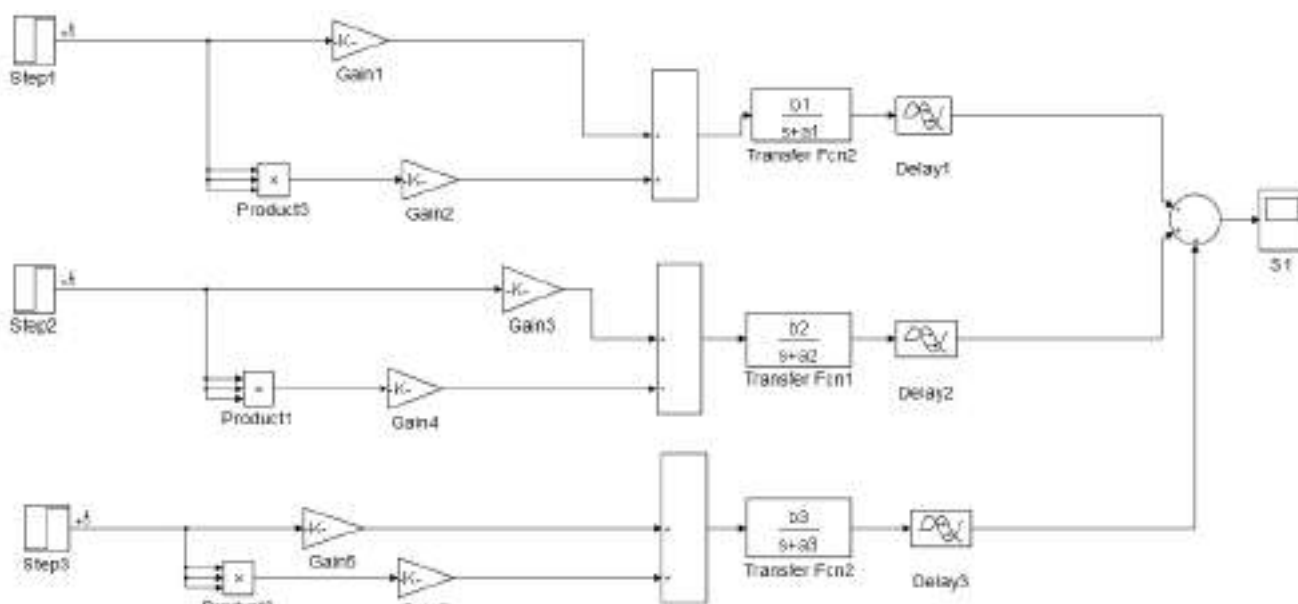 Step1
-K-
Gain1
×
Product3
-K-
Gain2
b1
s+a1
Transfer Fcn2
Delay1
S1
Step2
-K-
Gain3
Product1
-K-
Gain4
b2
s+a2
Transfer Fcn1
Delay2
Step3
-K-
Gain5
×
-K-
b3
s+a3
Transfer Fcn2
Delay3